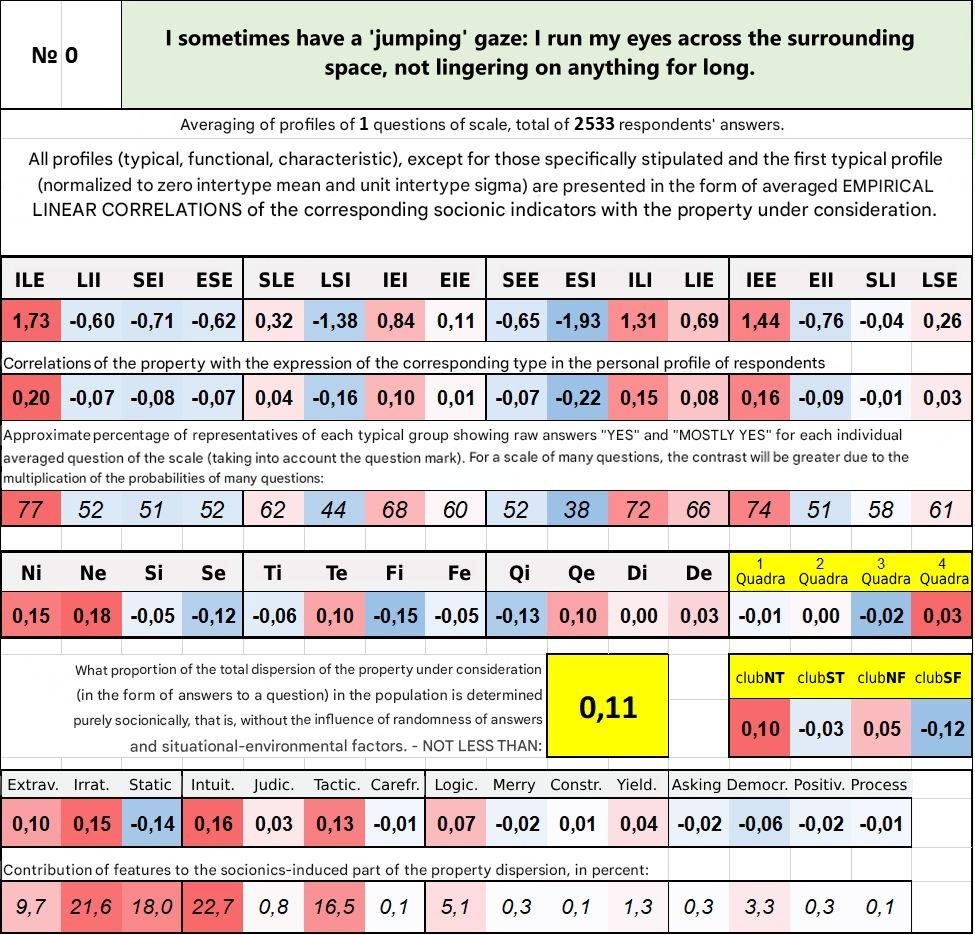 № 0
I sometimes have a 'jumping' gaze: I run my eyes across the surrounding
space, not lingering on anything for long.
Averaging of profiles of 1 questions of scale, total of 2533 respondents' answers.
All profiles (typical, functional, characteristic), except for those specifically stipulated and the first typical profile
(normalized to zero intertype mean and unit intertype sigma) are presented in the form of averaged EMPIRICAL
LINEAR CORRELATIONS of the corresponding socionic indicators with the property under consideration.
ILE LII SEI ESE SLE LSI IEI EIE SEE ESI ILI LIE IEE EII SLI LSE
1,73 -0,60 -0,71 -0,62 0,32 -1,38 0,84 0,11 -0,65 -1,93 1,31 0,69 1,44 -0,76 -0,04 0,26
Correlations of the property with the expression of the corresponding type in the personal profile of respondents
0,20 -0,07 -0,08 -0,07 0,04 -0,16 0,10 0,01 -0,07 -0,22 0,15 0,08 0,16 -0,09 -0,01 0,03
Approximate percentage of representatives of each typical group showing raw answers "YES" and "MOSTLY YES" for each individual
averaged question of the scale (taking into account the question mark). For a scale of many questions, the contrast will be greater due to the
multiplication of the probabilities of many questions:
77 52 51 52 62 44 68 60 52 38 72 66 74 51 58 61
Ni Ne Si Se Ti Te Fi Fe Qi Qe Di De 1 Quadra 2 Quadra 3 Quadra 4 Quadra
0,15 0,18 -0,05 -0,12 -0,06 0,10 -0,15 -0,05 -0,13 0,10 0,00 0,03 -0,01 0,00 -0,02 0,03
What proportion of the total dispersion of the property under consideration
(in the form of answers to a question) in the population is determined
purely socionically, that is, without the influence of randomness of answers
and situational-environmental factors. - NOT LESS THAN:
0,11
clubNT clubST clubNF clubSF
0,10 -0,03 0,05 -0,12
Extrav. Irrat. Static Intuit. Judic. Tactic. Carefr. Logic. Merry Constr. Yield. Asking Democr. Positiv. Process
0,10 0,15 -0,14 0,16 0,03 0,13 -0,01 0,07 -0,02 0,01 0,04 -0,02 -0,06 -0,02 -0,01
Contribution of features to the socionics-induced part of the property dispersion, in percent:
9,7 21,6 18,0 22,7 0,8 16,5 0,1 5,1 0,3 0,1 1,3 0,3 3,3 0,3 0,1